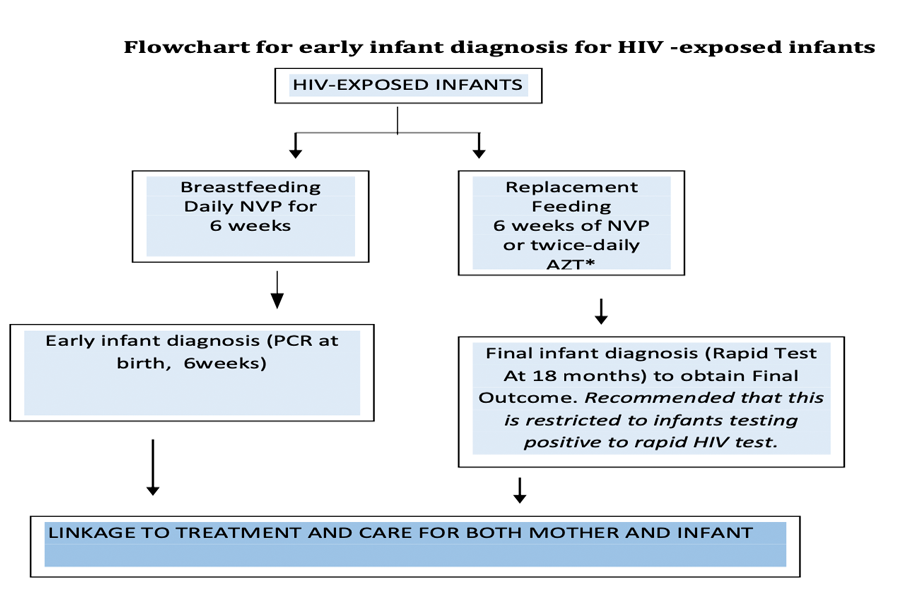 Flowchart for early infant diagnosis for HIV -exposed infants
HIV-EXPOSED INFANTS
Breastfeeding
Daily NVP for
6 weeks
Replacement
Feeding
6 weeks of NVP
or twice-daily
AZT*
Early infant diagnosis (PCR at
birth, 6weeks)
Final infant diagnosis (Rapid Test
At 18 months) to obtain Final
Outcome. Recommended that this
is restricted to infants testing
positive to rapid HIV test.
LINKAGE TO TREATMENT AND CARE FOR BOTH MOTHER AND INFANT